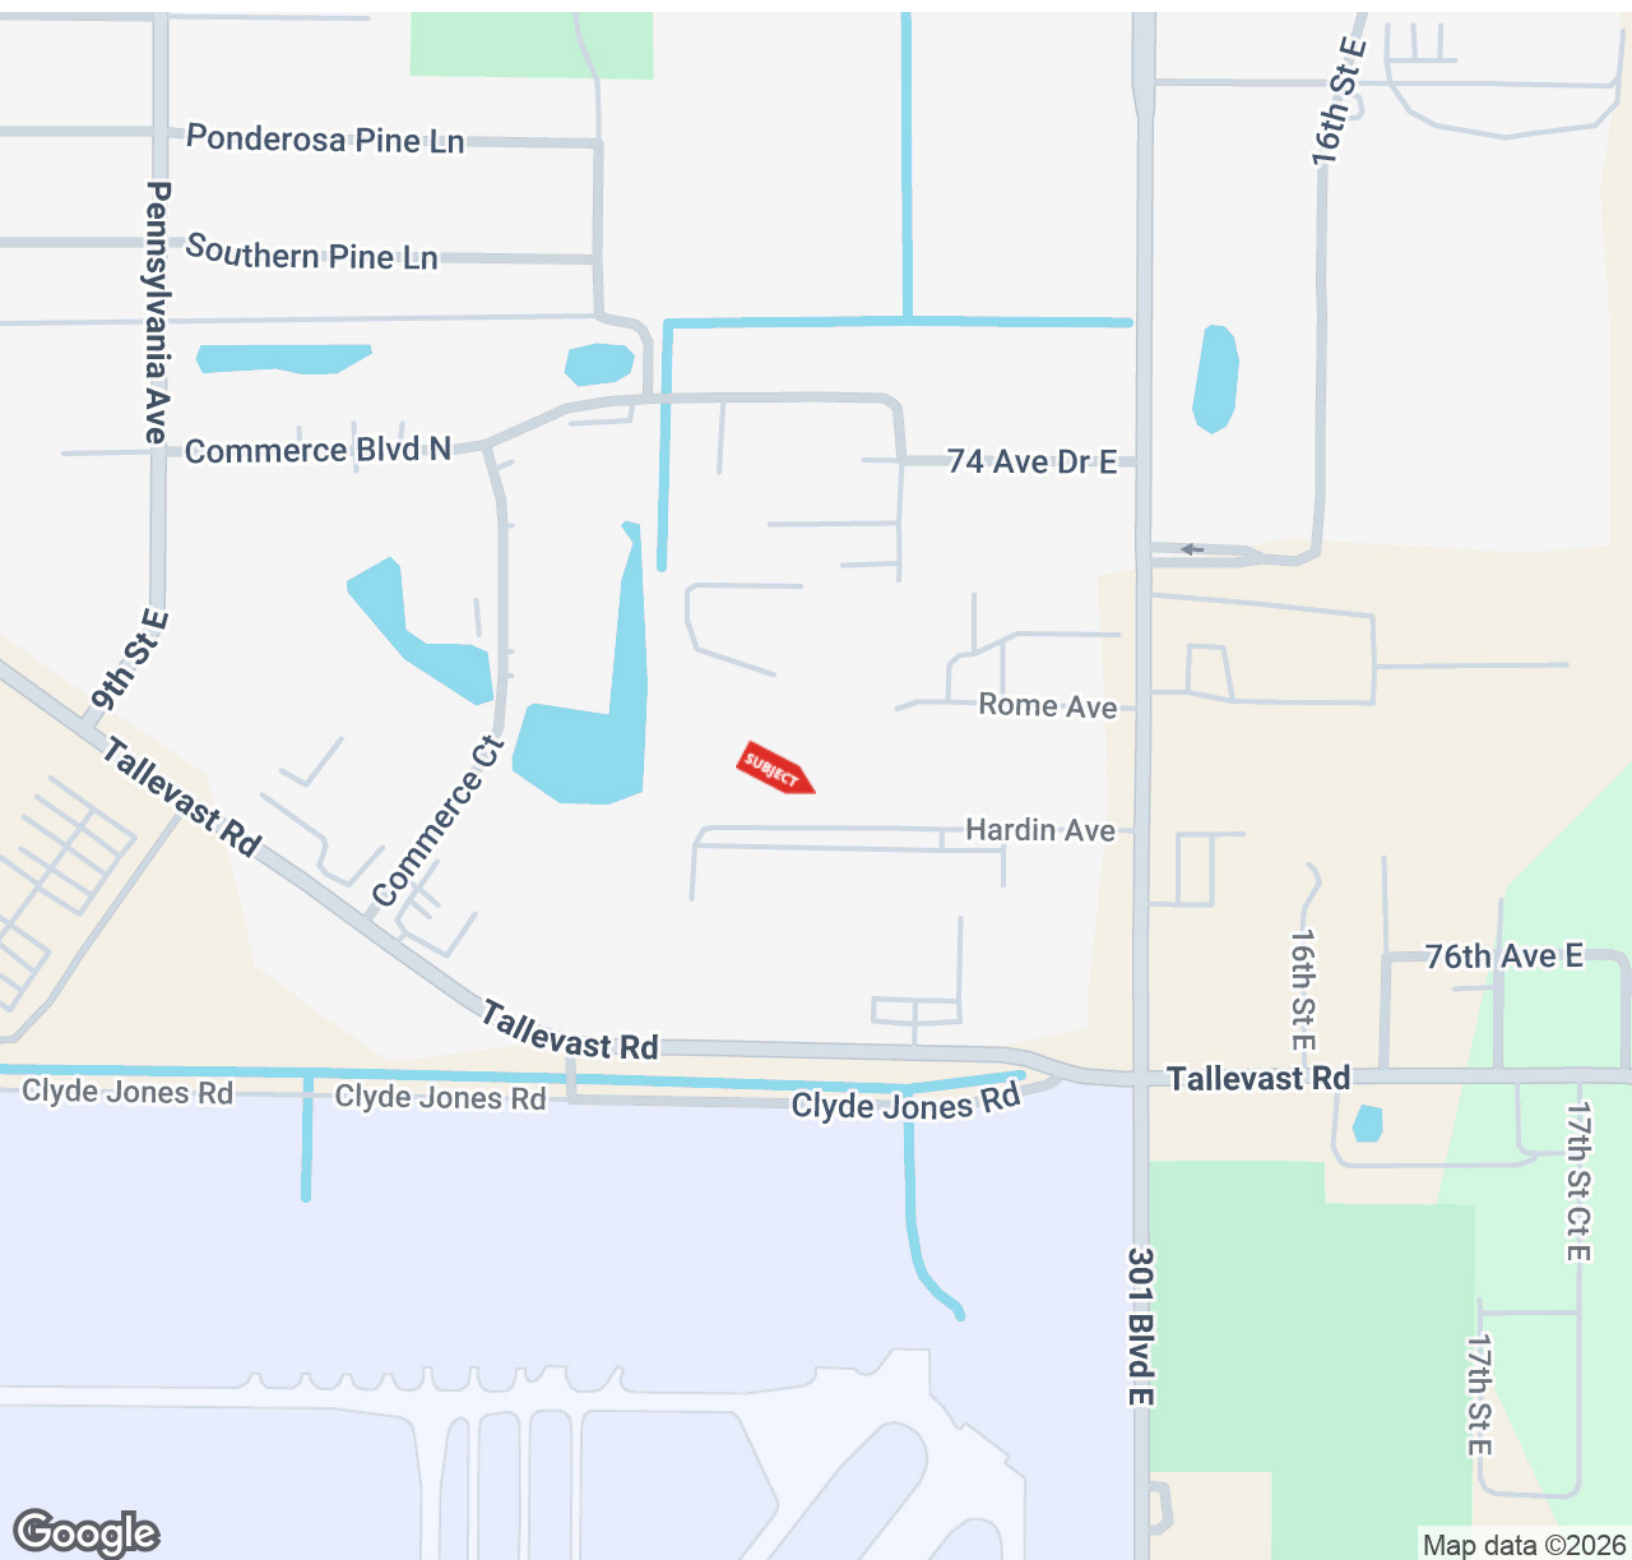 16th St E
Ponderosa Pine Ln
Pennsylvania Ave
Southern Pine Ln
Commerce Blvd N
74 Ave Dr E
9th St E
Rome Ave
Tallevast Rd
Commerce Ct
SUBJECT
Hardin Ave
16th St E
76th Ave E
Tallevast Rd
Tallevast Rd
Clyde Jones Rd
Clyde Jones Rd
Clyde Jones Rd
17th St Ct E
301 Blvd E
17th St E
Google
Map data ©2026